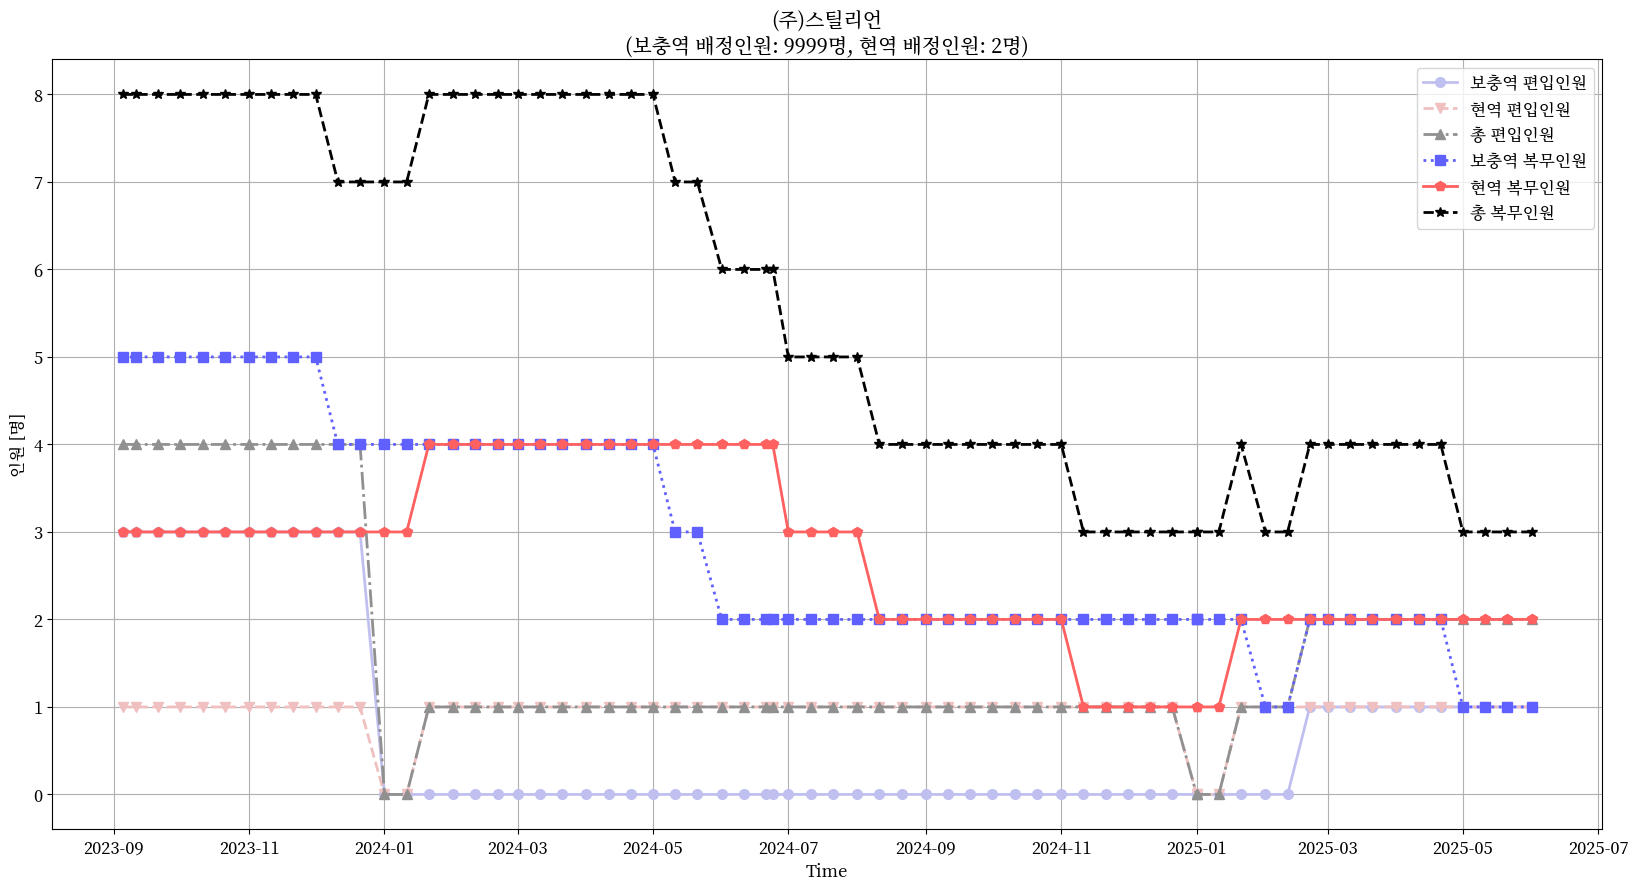 (주)스틸리언
(보충역 배정인원: 9999명, 현역 배정인원: 2명)
보충역 편입인원
현역 편입인원
총 편입인원
보충역 복무인원
현역 복무인원
총 복무인원
인원 [명]
8
7
6
5
4
3
2
1
0
2023-09 2023-11 2024-01 2024-03 2024-05 2024-07 2024-09 2024-11 2025-01 2025-03 2025-05 2025-07
Time